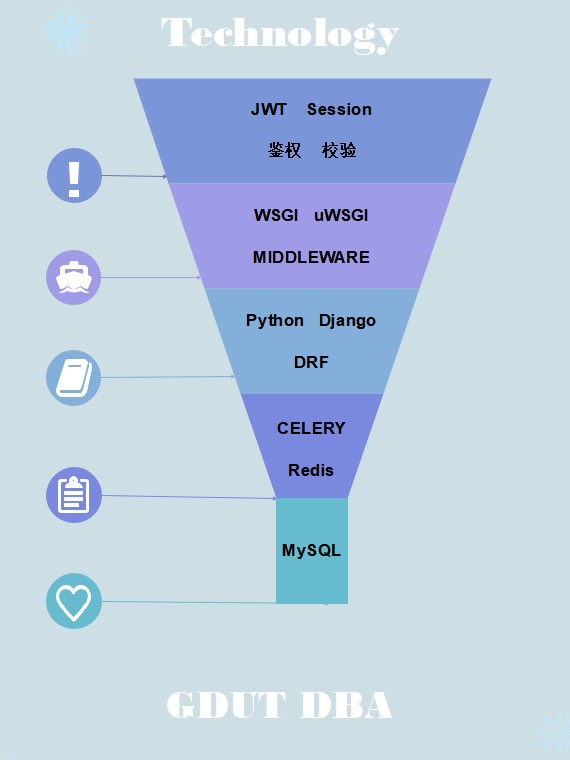 Technology
JWT Session
鉴权 校验
WSGI uWSGI
MIDDLEWARE
Python Django
DRF
CELERY
Redis
MySQL
GDUT DBA